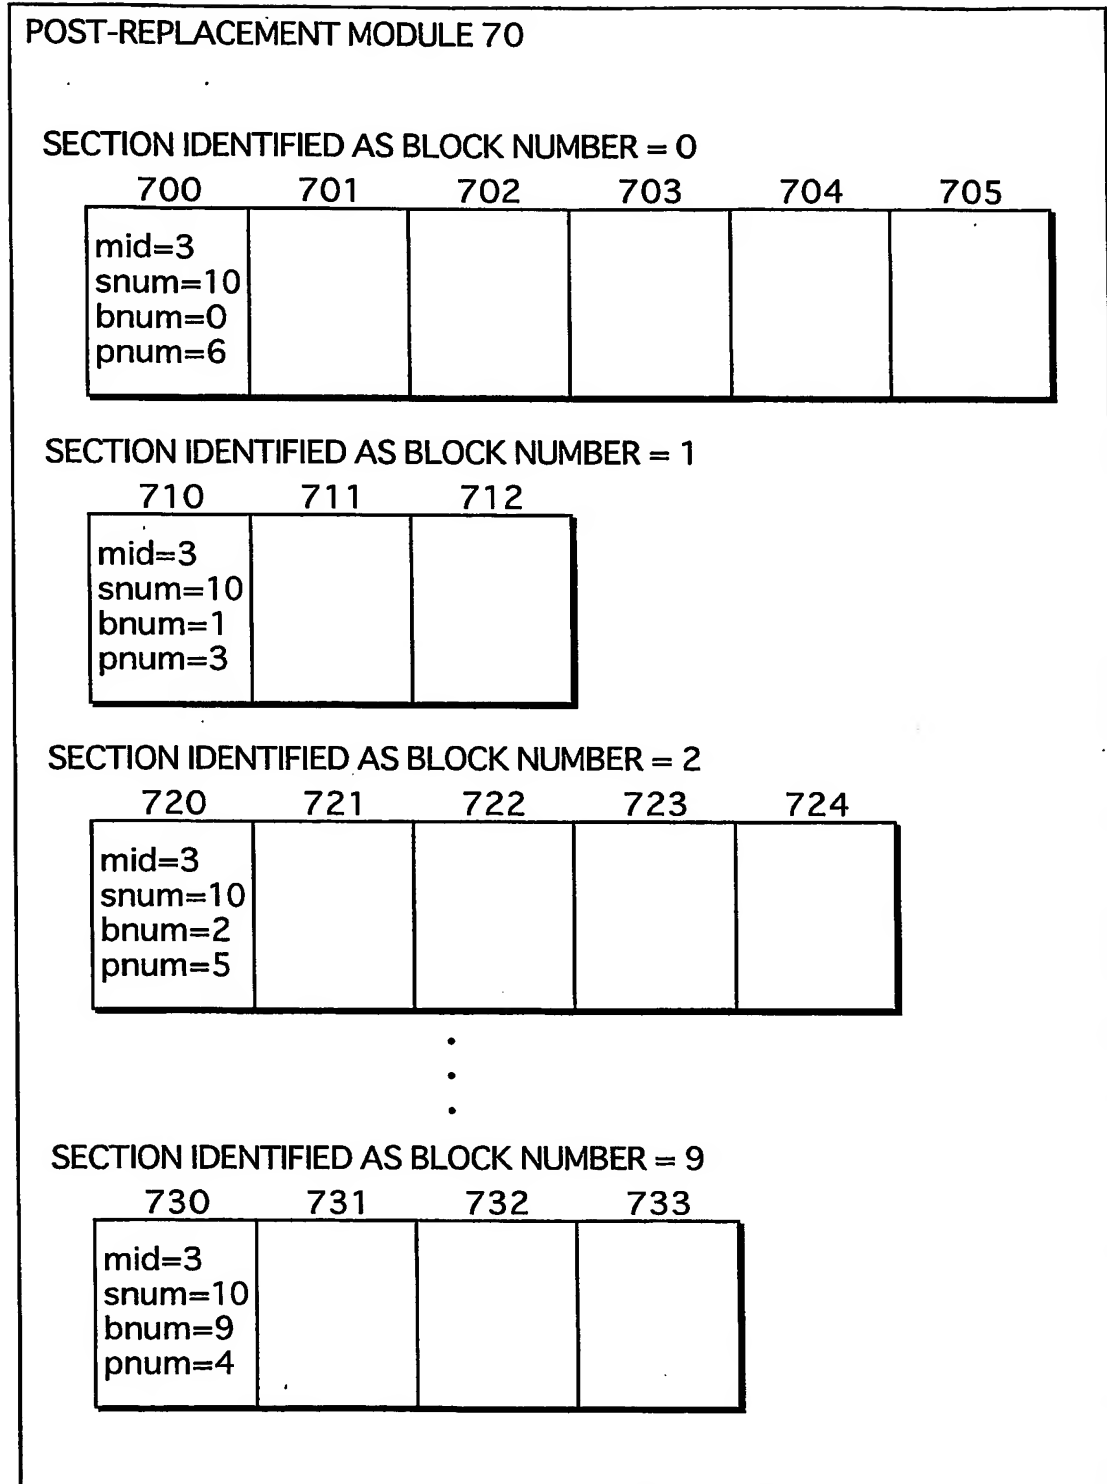 POST-REPLACEMENT MODULE 70
SECTION IDENTIFIED AS BLOCK NUMBER = 0
700 701 702 703 704 705
mid=3
snum=10
bnum=0
pnum=6
SECTION IDENTIFIED AS BLOCK NUMBER = 1
710 711 712
mid=3
snum=10
bnum=1
pnum=3
SECTION IDENTIFIED AS BLOCK NUMBER = 2
720 721 722 723 724
mid=3
snum=10
bnum=2
pnum=5
SECTION IDENTIFIED AS BLOCK NUMBER = 9
730 731 732 733
mid=3
snum=10
bnum=9
pnum=4